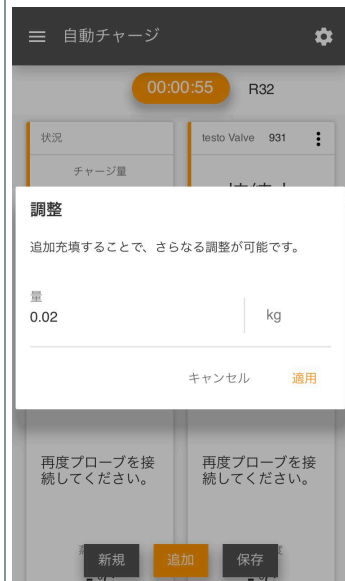 自動チャージ
00:00:55 R32
状況
testo Valve 931
チャージ量
調整
追加充填することで、さらなる調整が可能です。
量
0.02 kg
キャンセル 適用
再度プローブを接
続してください。
再度プローブを接
続してください。
新規 追加 保存